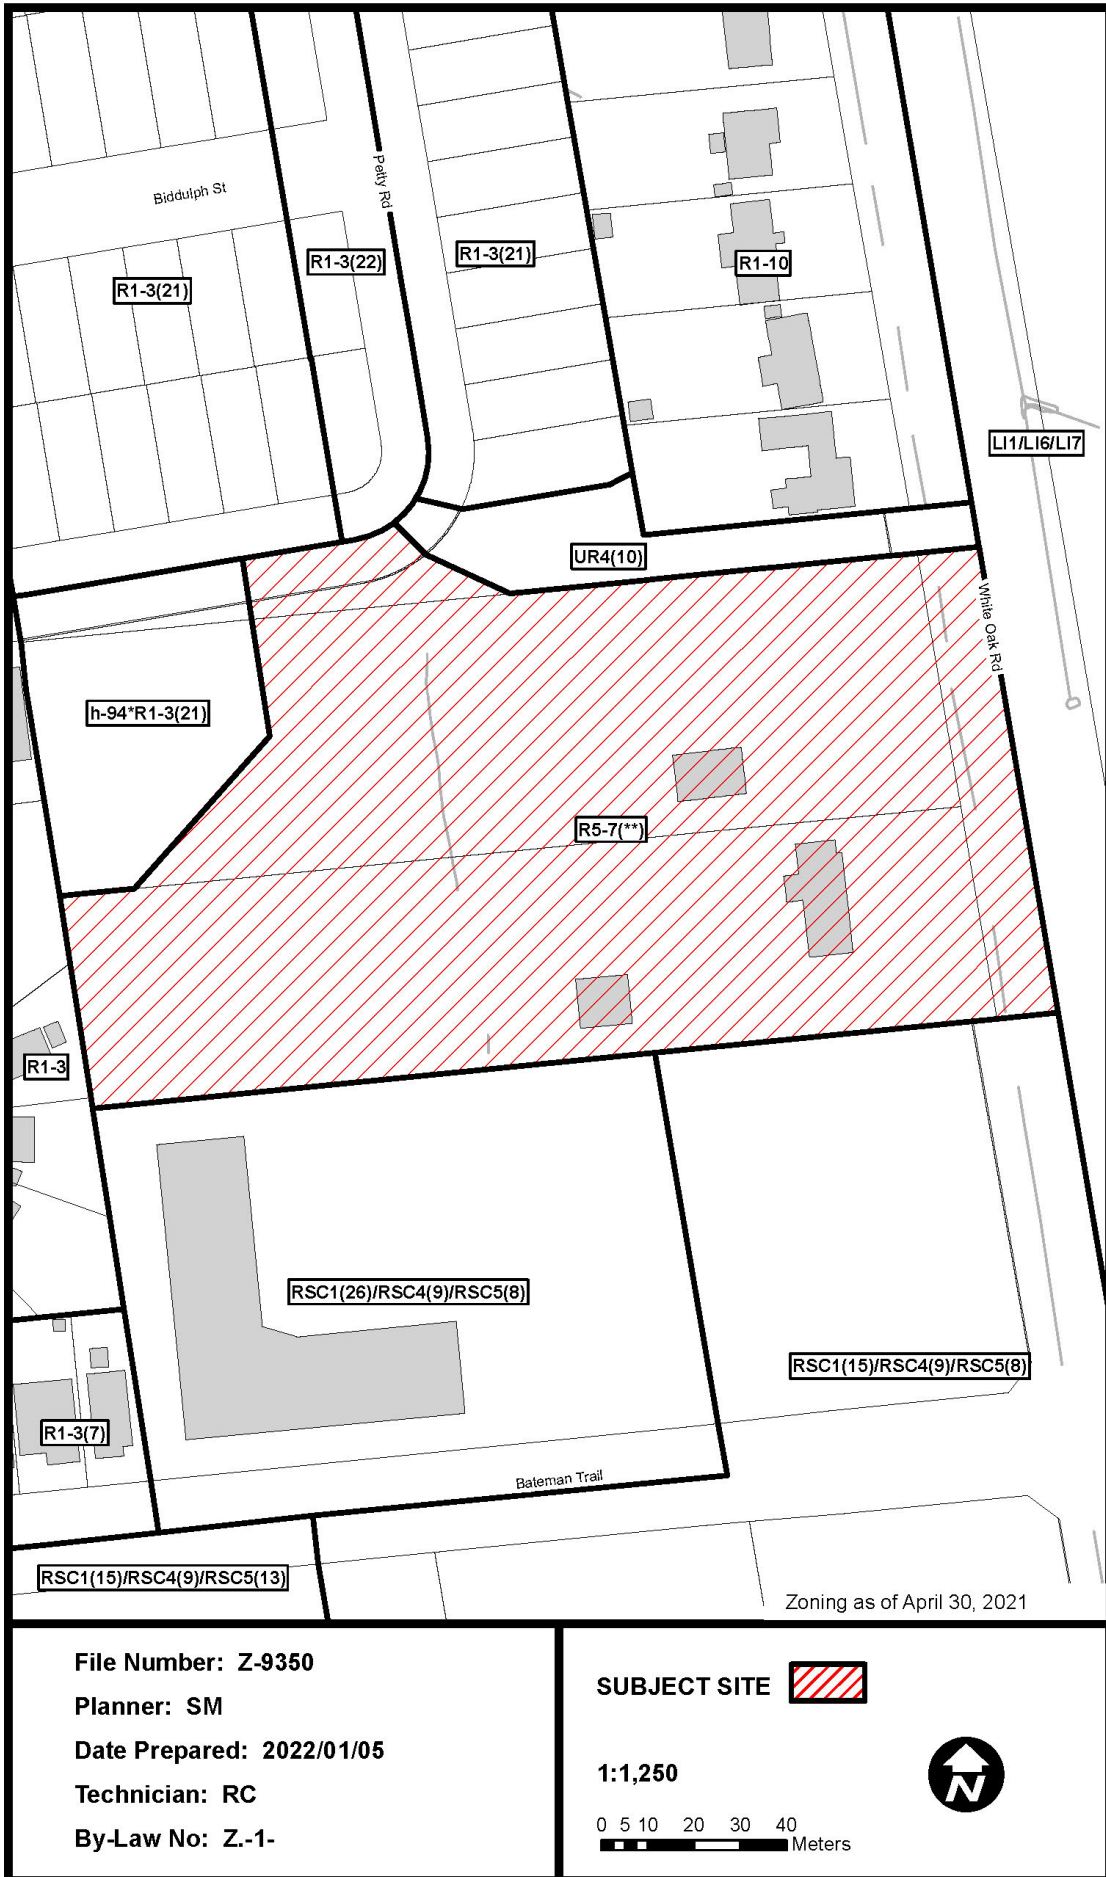 Petty Rd
Biddulph St
R1-3(22)
R1-3(21)
R1-10
R1-3(21)
LI1/LI6/LI7
UR4(10)
White Oak Rd
h-94*R1-3(21)
R5-7(**)
R1-3
RSC1(26)/RSC4(9)/RSC5(8)
RSC1(15)/RSC4(9)/RSC5(8)
R1-3(7)
Bateman Trail
RSC1(15)/RSC4(9)/RSC5(13)
Zoning as of April 30, 2021
File Number: Z-9350
Planner: SM
Date Prepared: 2022/01/05
Technician: RC
By-Law No: Z.-1-
SUBJECT SITE
1:1,250
0 5 10 20 30 40
Meters
N